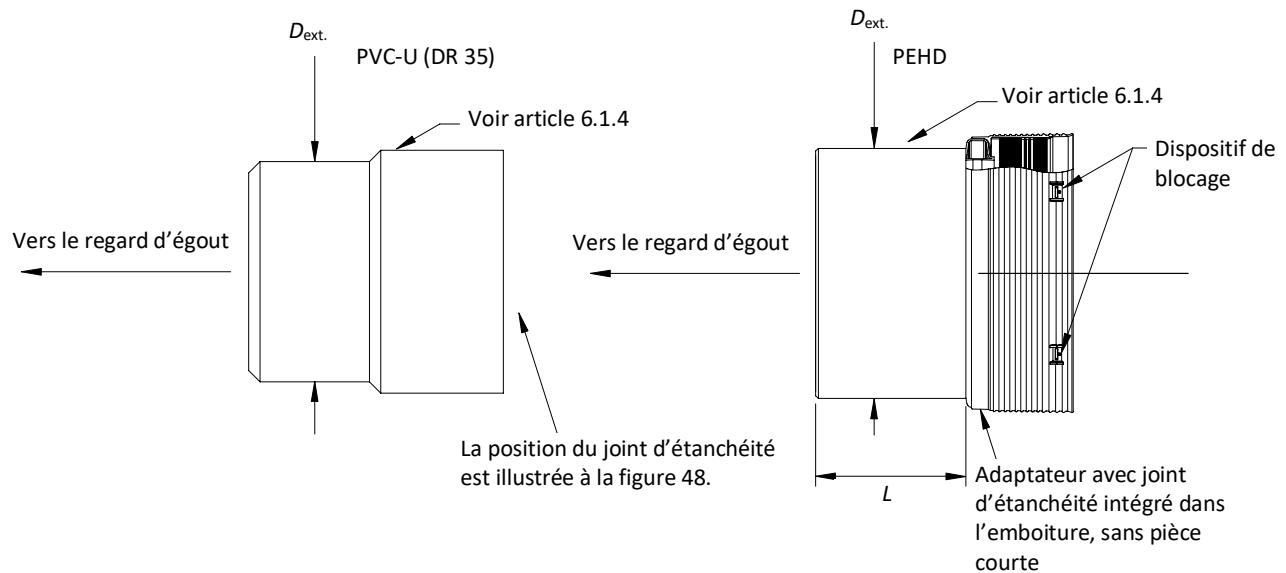 Dext.
PVC-U (DR 35)
Voir article 6.1.4
Vers le regard d’égout
La position du joint d’étanchéité
est illustrée à la figure 48.
Dext.
PEHD
Voir article 6.1.4
Dispositif de
blocage
Vers le regard d’égout
L
Adaptateur avec joint
d’étanchéité intégré dans
l’emboiture, sans pièce
courte